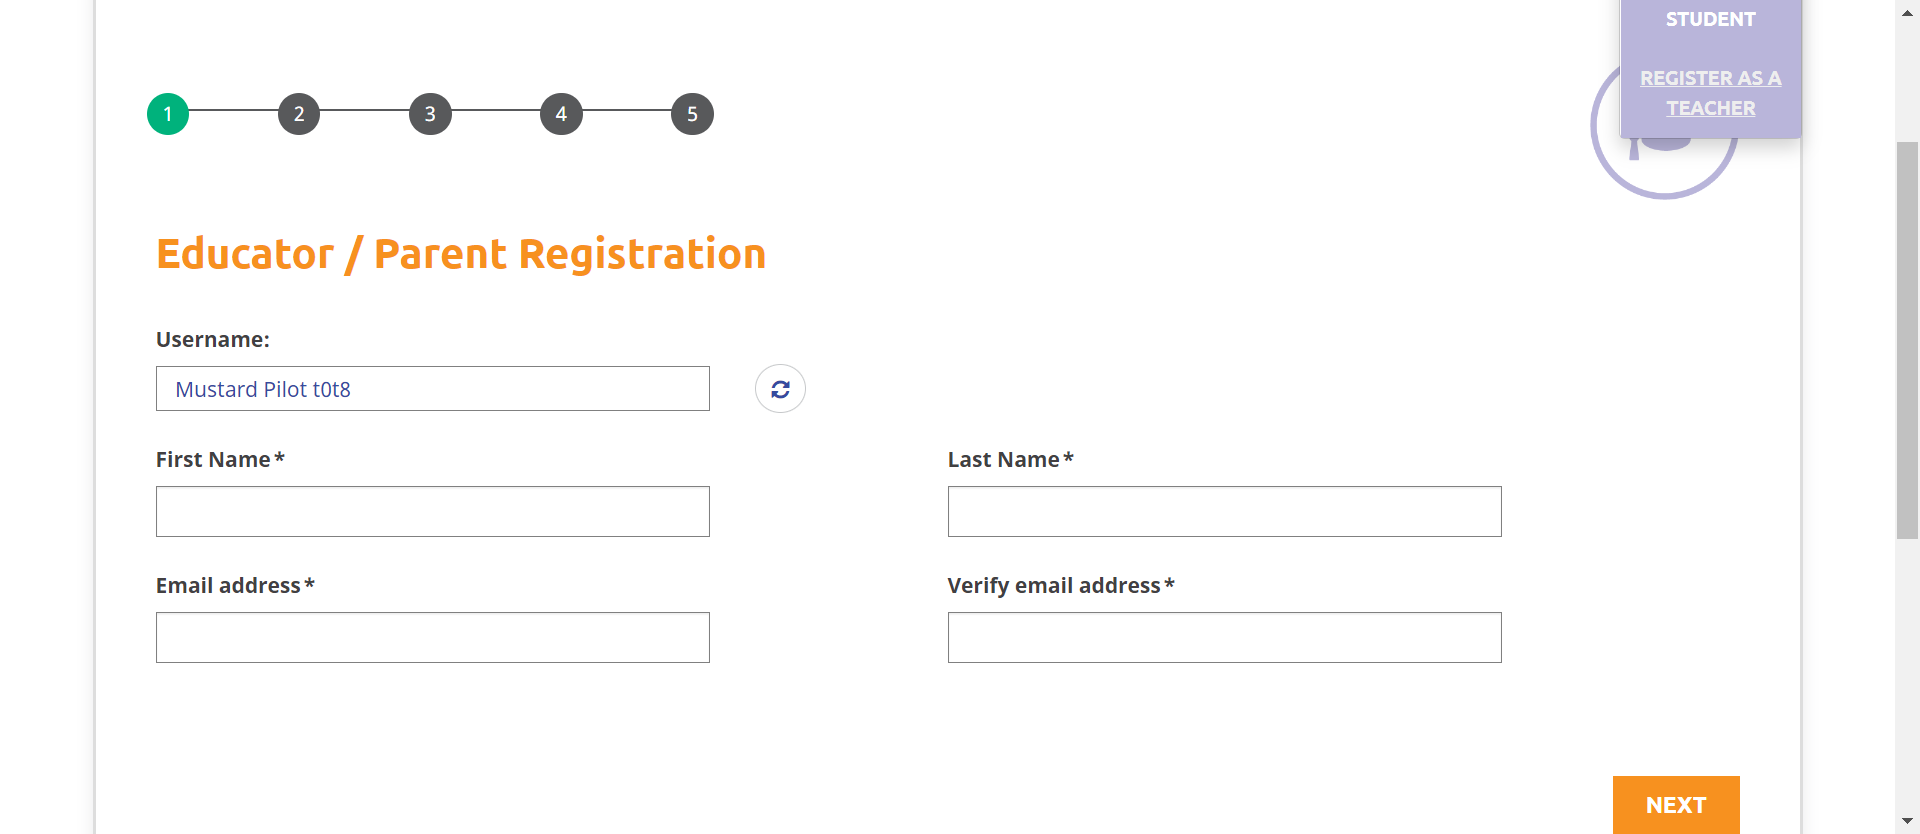 STUDENT
REGISTER AS A
TEACHER
1 2 3 4 5
Educator / Parent Registration
Username:
Mustard Pilot t0t8
First Name*
Last Name*
Email address*
Verify email address*
NEXT